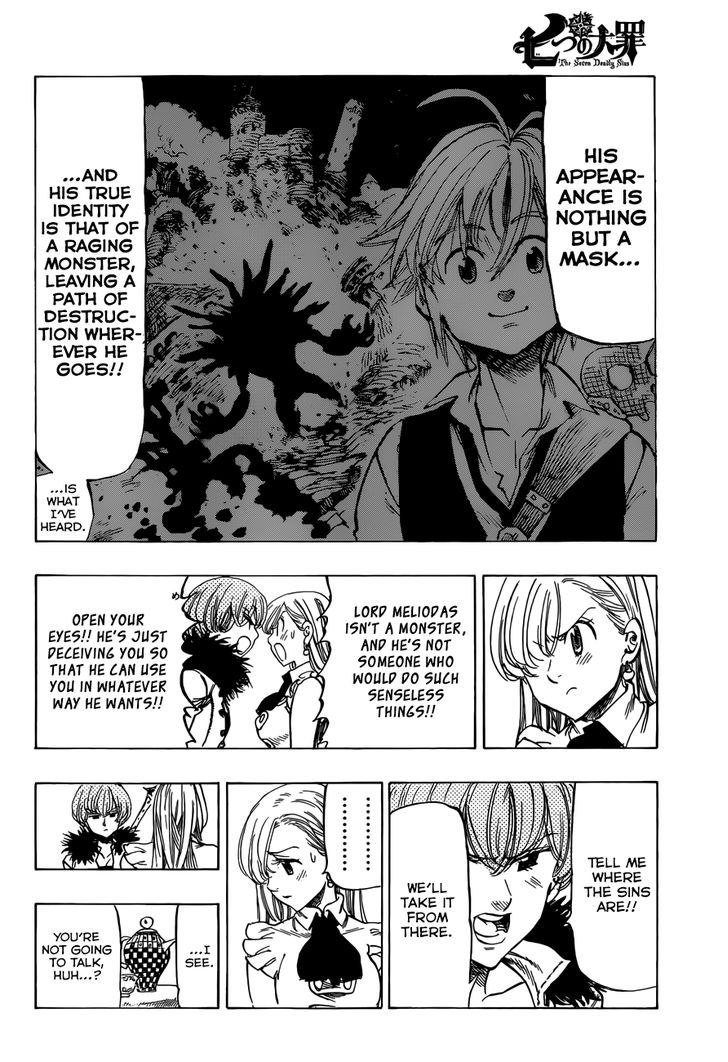 七つの大罪
The Seven Deadly Sins
HIS
APPEAR-
ANCE IS
NOTHING
BUT A
MASK...
...AND
HIS TRUE
IDENTITY
IS THAT OF
A RAGING
MONSTER,
LEAVING A
PATH OF
DESTRUC-
TION WHER-
EVER HE
GOES!!
...IS
WHAT
I'VE
HEARD.
LORD MELIODAS
ISN'T A MONSTER,
AND HE'S NOT
SOMEONE WHO
WOULD DO SUCH
SENSELESS
THINGS!!
OPEN YOUR
EYES!! HE'S JUST
DECEIVING YOU SO
THAT HE CAN USE
YOU IN WHATEVER
WAY HE WANTS!!
TELL ME
WHERE
THE SINS
ARE!!
WE'LL
TAKE IT
FROM
THERE.
........
...I
SEE.
YOU'RE
NOT GOING
TO TALK,
HUH...?